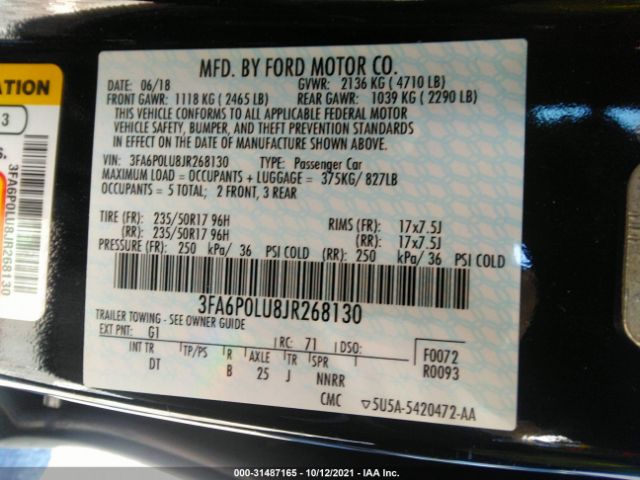 MFD. BY FORD MOTOR CO.
DATE: 06/18 GVWR: 2136 KG ( 4710 LB)
FRONT GAWR: 1118 KG ( 2465 LB) REAR GAWR: 1039 KG ( 2290 LB)
THIS VEHICLE CONFORMS TO ALL APPLICABLE FEDERAL MOTOR
VEHICLE SAFETY, BUMPER, AND THEFT PREVENTION STANDARDS
IN EFFECT ON THE DATE OF MANUFACTURE SHOWN ABOVE.
VIN: 3FA6P0LU8JR268130 TYPE: Passenger Car
MAXIMUM LOAD = OCCUPANTS + LUGGAGE = 375KG/ 827LB
OCCUPANTS = 5 TOTAL; 2 FRONT, 3 REAR
TIRE (FR): 235/50R17 96H RIMS (FR): 17x7.5J
(RR): 235/50R17 96H (RR): 17x7.5J
PRESSURE (FR): 250 kPa/ 36 PSI COLD (RR): 250 kPa/ 36 PSI COLD
3FA6P0LU8JR268130
TRAILER TOWING - SEE OWNER GUIDE
EXT PNT: G1 RC: 71 DSO: F0072
INT TR TP/PS R AXLE TR SPR R0093
DT B 25 J NNRR
CMC 5U5A-5420472-AA
ATION
3
3FA6P0LU8JR268130
000-31487165 - 10/12/2021 - IAA Inc.